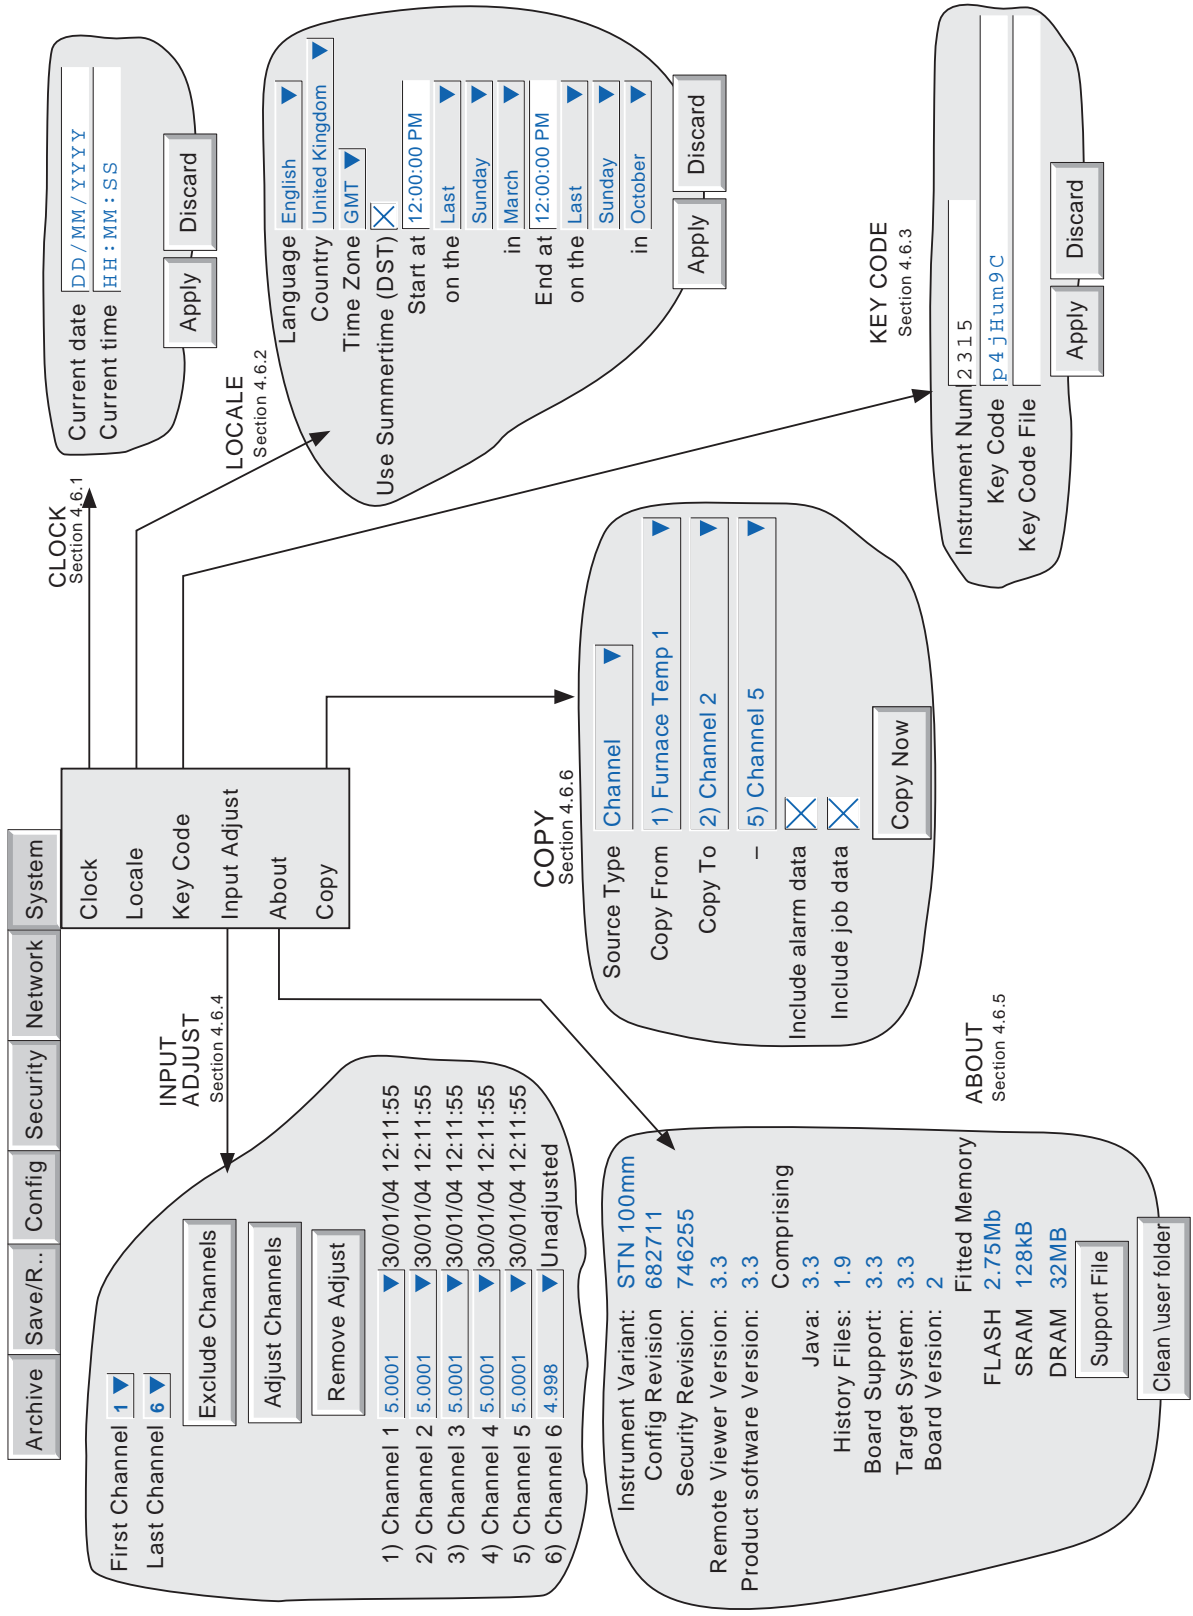 Archive
Save/R..
Config
Security
Network
System
Clock
Locale
Key Code
Input Adjust
About
Copy
INPUT
ADJUST
Section 4.6.4
First Channel 1
Last Channel 6
Exclude Channels
Adjust Channels
Remove Adjust
1) Channel 1 5.0001 30/01/04 12:11:55
2) Channel 2 5.0001 30/01/04 12:11:55
3) Channel 3 5.0001 30/01/04 12:11:55
4) Channel 4 5.0001 30/01/04 12:11:55
5) Channel 5 5.0001 30/01/04 12:11:55
6) Channel 6 4.998 Unadjusted
CLOCK
Section 4.6.1
Current date DD/MM/YYYY
Current time HH:MM:SS
Apply
Discard
LOCALE
Section 4.6.2
Language English
Country United Kingdom
Time Zone GMT
Use Summertime (DST)
Start at 12:00:00 PM
on the Last
Sunday
in March
End at 12:00:00 PM
on the Last
Sunday
in October
Apply
Discard
COPY
Section 4.6.6
Source Type Channel
Copy From 1) Furnace Temp 1
Copy To 2) Channel 2
– 5) Channel 5
Include alarm data
Include job data
Copy Now
KEY CODE
Section 4.6.3
Instrument Num 2315
Key Code p4jHum9C
Key Code File
Apply
Discard
ABOUT
Section 4.6.5
Instrument Variant: STN 100mm
Config Revision 682711
Security Revision: 746255
Remote Viewer Version: 3.3
Product software Version: 3.3
Comprising
Java: 3.3
History Files: 1.9
Board Support: 3.3
Target System: 3.3
Board Version: 2
Fitted Memory
FLASH 2.75Mb
SRAM 128kB
DRAM 32MB
Support File
Clean \user folder